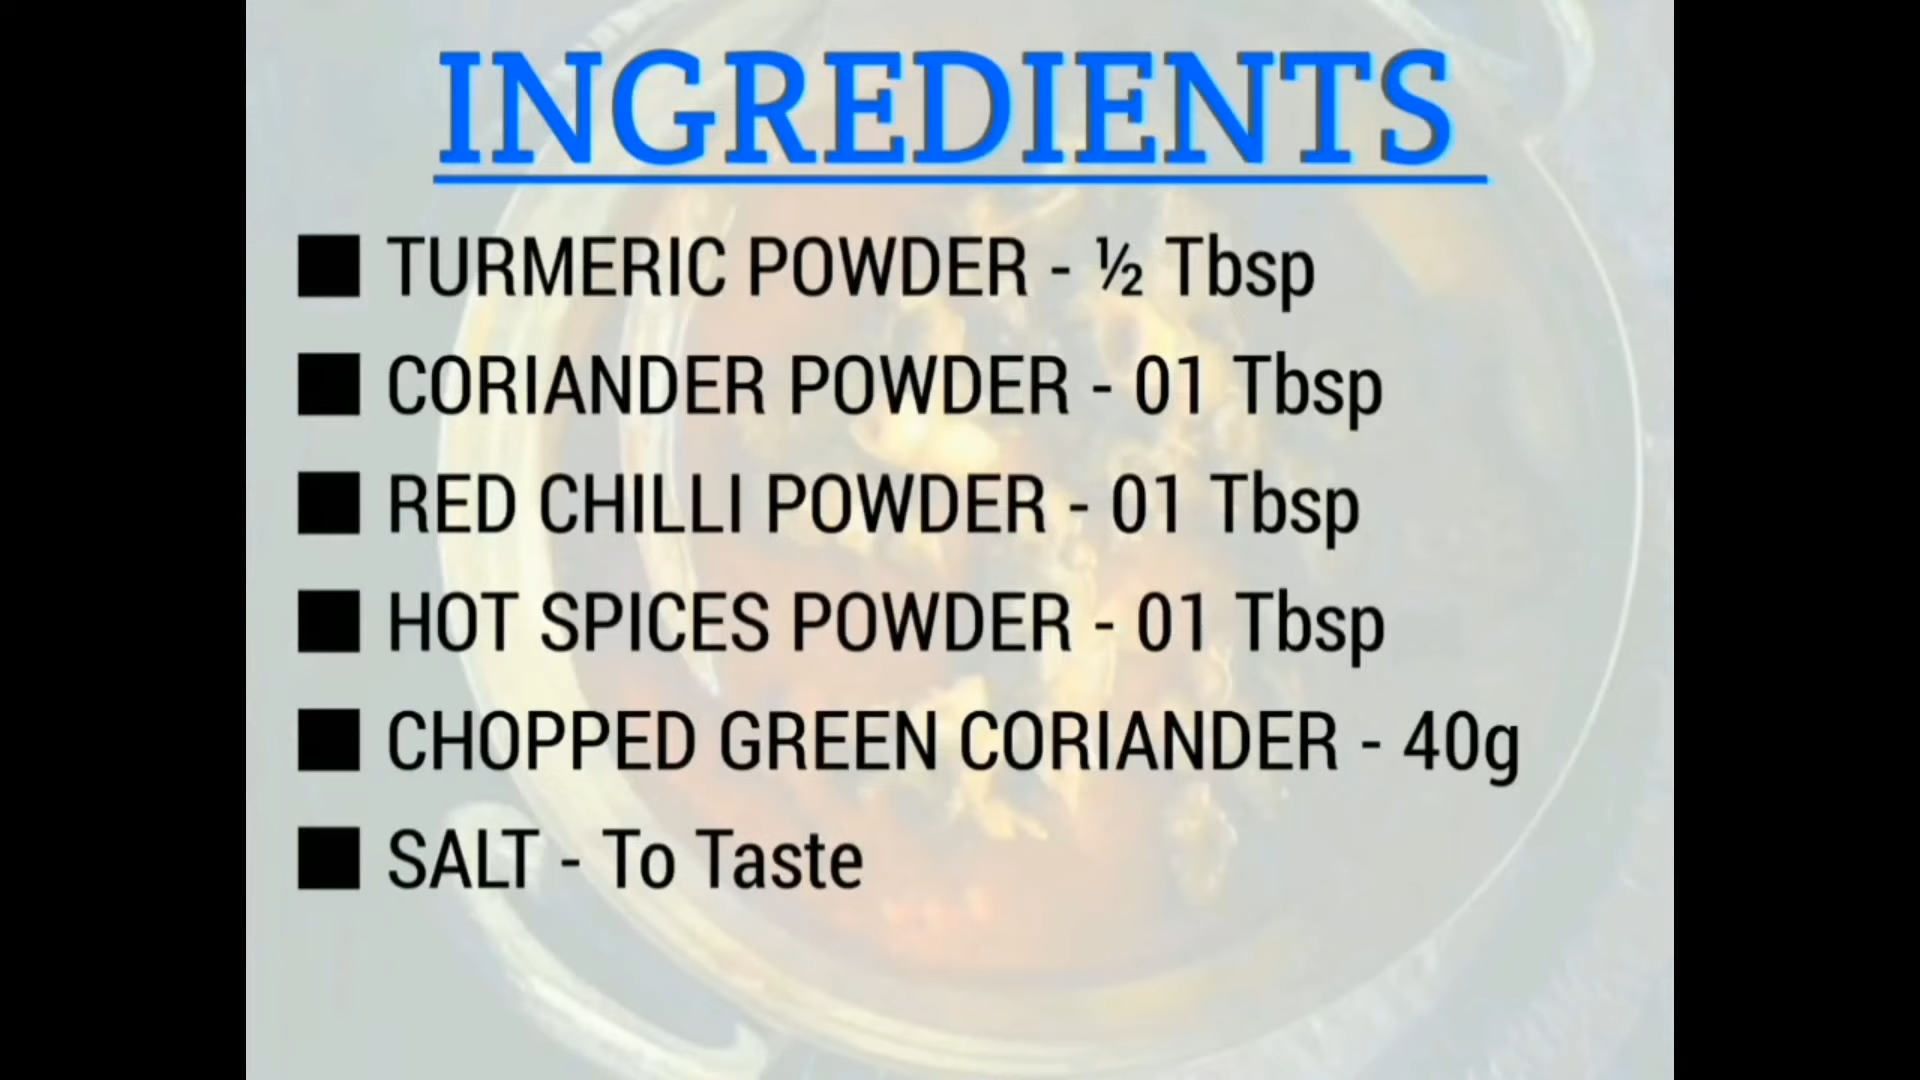 INGREDIENTS
■ TURMERIC POWDER - ½ Tbsp
■ CORIANDER POWDER - 01 Tbsp
■ RED CHILLI POWDER - 01 Tbsp
■ HOT SPICES POWDER - 01 Tbsp
■ CHOPPED GREEN CORIANDER - 40g
■ SALT - To Taste